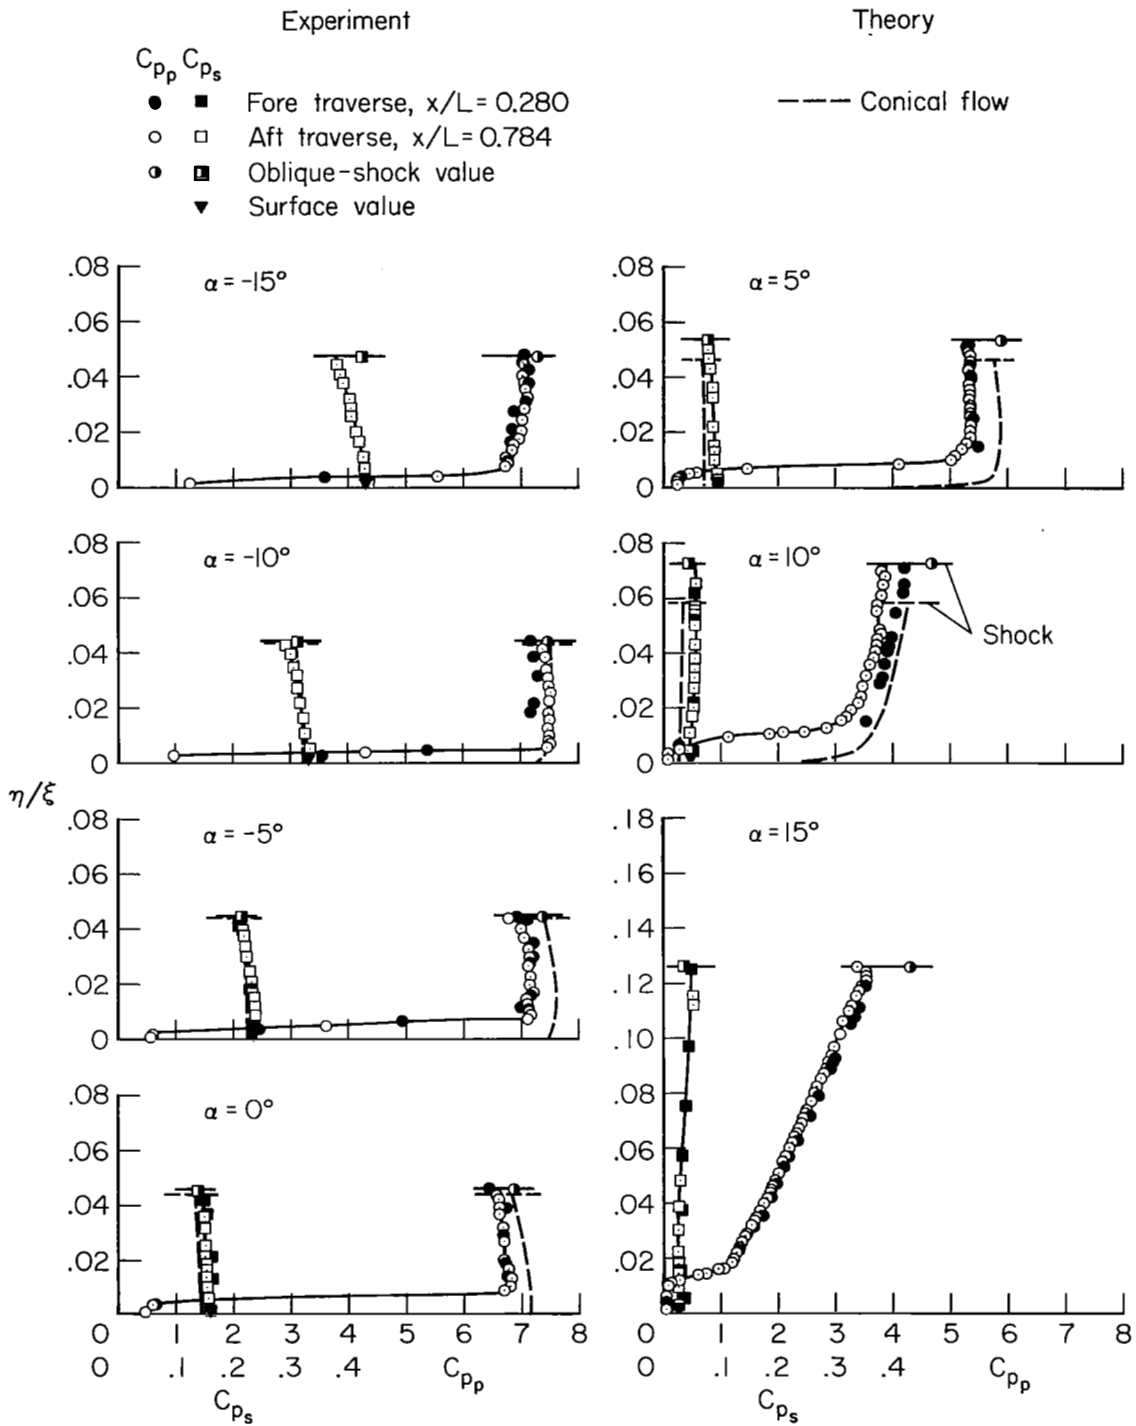 Experiment Theory
Cpp Cps
Fore traverse, x/L = 0.280 Conical flow
Aft traverse, x/L = 0.784
Oblique-shock value
Surface value
.08 α = -15° .08 α = 5°
.06 .06
.04 .04
.02 .02
0 0
.08 α = -10° .08 α = 10°
.06 .06
Shock
.04 .04
.02 .02
0 0
η/ξ
.08 α = -5° .18 α = 15°
.06 .16
.04 .14
.02 .12
0 .10
.08 α = 0° .08
.06 .06
.04 .04
.02 .02
0 1 2 3 4 5 6 7 8 0 1 2 3 4 5 6 7 8
0 .1 .2 .3 .4 Cpp 0 .1 .2 .3 .4 Cpp
Cps Cps